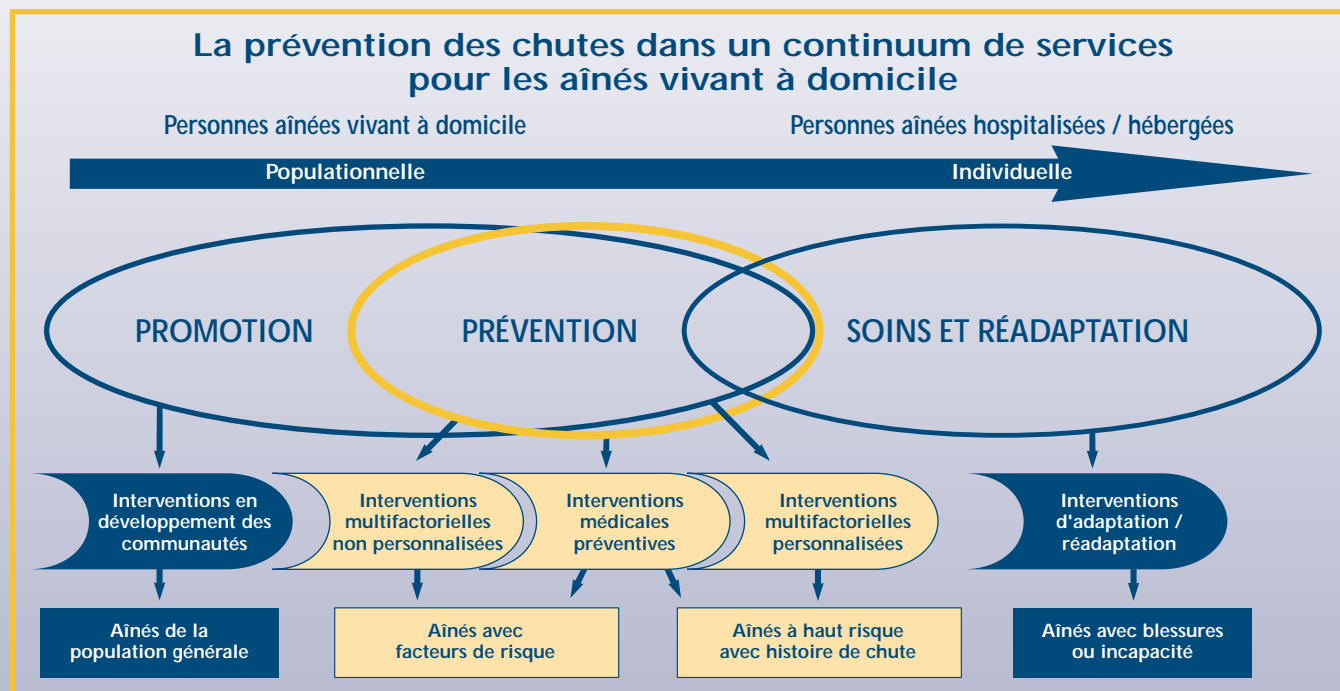 La prévention des chutes dans un continuum de services
pour les aînés vivant à domicile
Personnes aînées vivant à domicile
Personnes aînées hospitalisées / hébergées
Populationnelle
Individuelle
PROMOTION
PRÉVENTION
SOINS ET RÉADAPTATION
Interventions en
développement des
communautés
Interventions
multifactorielles
non personnalisées
Interventions
médicales
préventives
Interventions
multifactorielles
personnalisées
Interventions
d'adaptation /
réadaptation
Aînés de la
population générale
Aînés avec
facteurs de risque
Aînés à haut risque
avec histoire de chute
Aînés avec blessures
ou incapacité